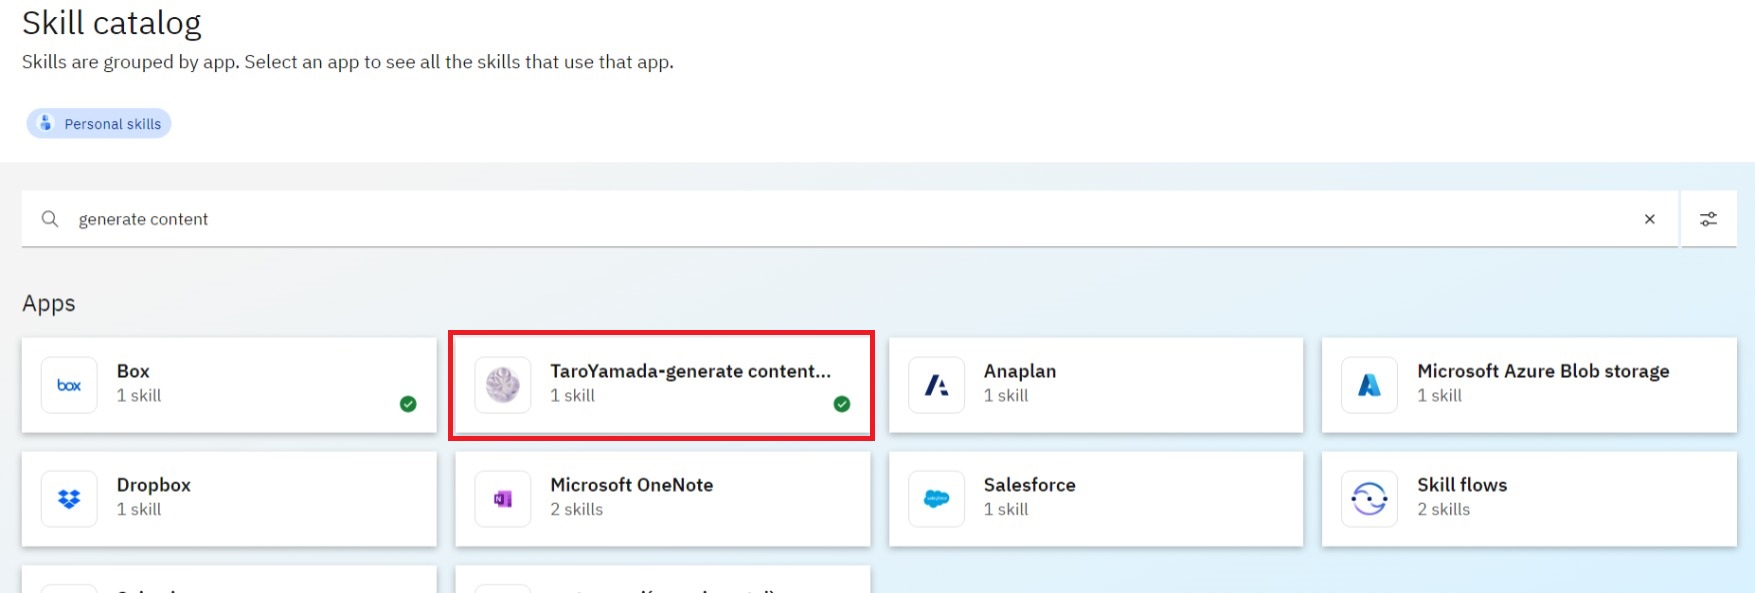 Skill catalog
Skills are grouped by app. Select an app to see all the skills that use that app.
Personal skills
generate content
Apps
box
Box
1 skill
TaroYamada-generate content...
1 skill
Anaplan
1 skill
Microsoft Azure Blob storage
1 skill
Dropbox
1 skill
Microsoft OneNote
2 skills
Salesforce
1 skill
Skill flows
2 skills